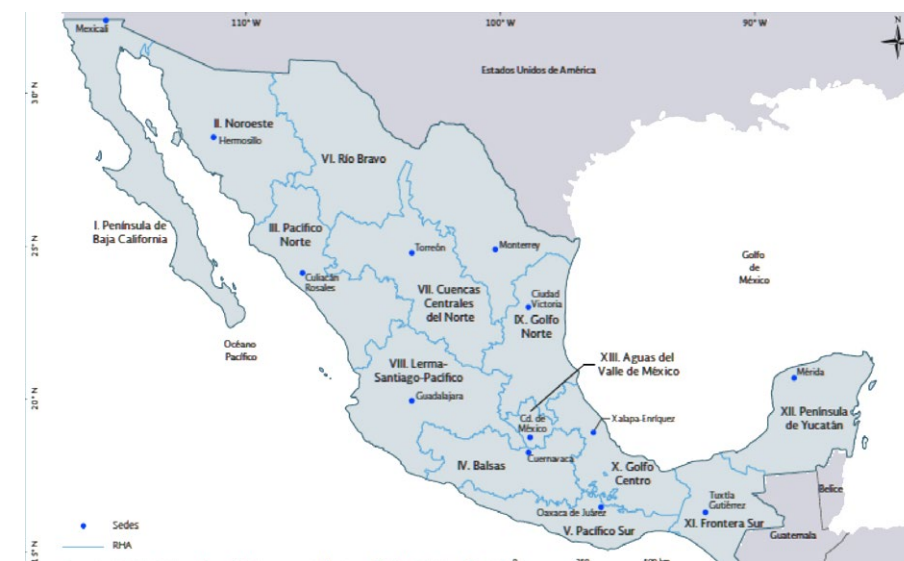 110° W
100° W
90° W
N
Mexicali
Estados Unidos de América
30° N
II. Noroeste
Hermosillo
VI. Río Bravo
I. Península de
Baja California
III. Pacífico
Norte
25° N
Torreón
Monterrey
Golfo
de
México
Culiacán
Rosales
VII. Cuencas
Centrales
del Norte
Ciudad
Victoria
IX. Golfo
Norte
Océano
Pacífico
VIII. Lerma-
Santiago-Pacífico
XIII. Aguas del
Valle de México
Mérida
20° N
Guadalajara
Cd. de
México
Xalapa-Enríquez
XII. Península
de Yucatán
Cuernavaca
IV. Balsas
X. Golfo
Centro
Belice
Tuxtla
Gutiérrez
Oaxaca de Juárez
XI. Frontera Sur
V. Pacífico Sur
Guatemala
Sedes
RHA
15° N